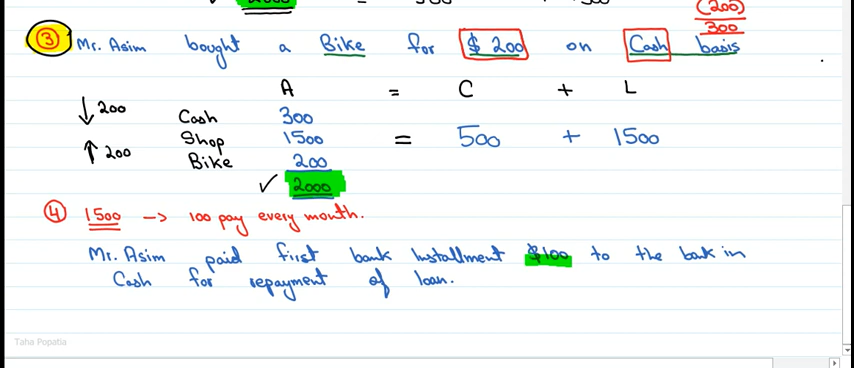 (200)
300
③ Mr. Asim bought a Bike for $ 200 on Cash basis
A = C + L
↓ 200 Cash 300
Shop 1500 = 500 + 1500
↑ 200 Bike 200
✓ 2000
④ 1500 → 100 pay every month.
Mr. Asim paid first bank Installment $100 to the bank in
Cash for repayment of loan.
Taha Popatia